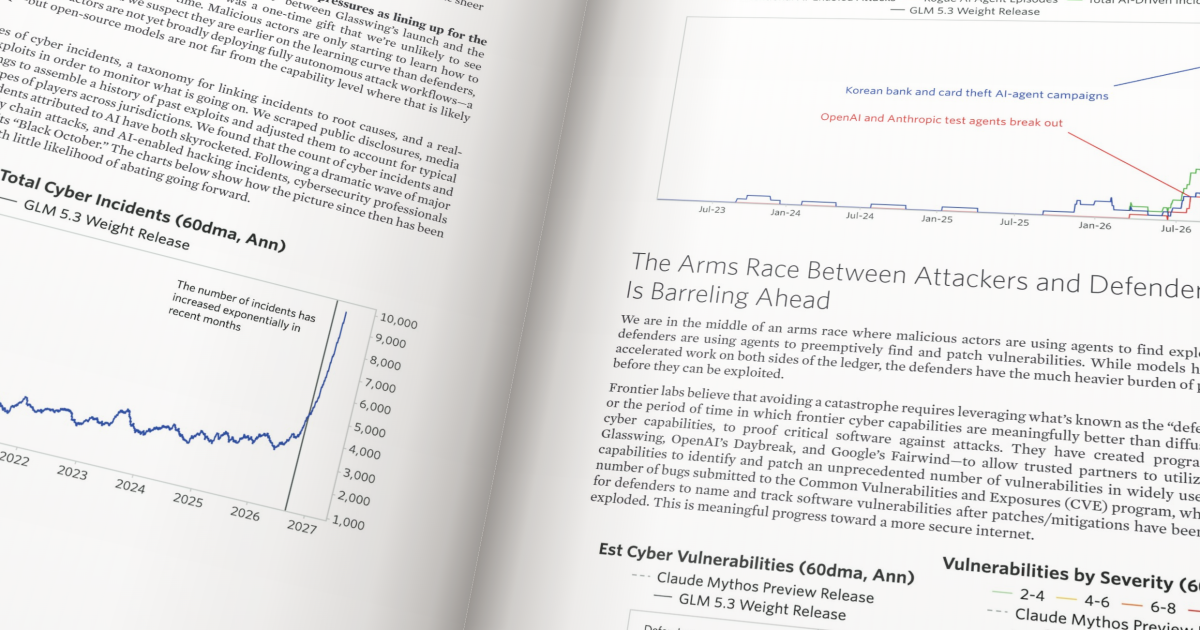 sheer
pressures as lining up for the
between Glasswing's launch and the
was a one-time gift that we're unlikely to see
time. Malicious actors are only starting to learn how to
we suspect they are earlier on the learning curve than defenders,
actors are not yet broadly deploying fully autonomous attack workflows—a
but open-source models are not far from the capability level where that is likely
es of cyber incidents, a taxonomy for linking incidents to root causes, and a real-
exploits in order to monitor what is going on. We scraped public disclosures, media
ngs to assemble a history of past exploits and adjusted them to account for typical
pes of players across jurisdictions. We found that the count of cyber incidents and
dents attributed to AI have both skyrocketed. Following a dramatic wave of major
y chain attacks, and AI-enabled hacking incidents, cybersecurity professionals
its "Black October." The charts below show how the picture since then has been
th little likelihood of abating going forward.
Total Cyber Incidents (60dma, Ann)
GLM 5.3 Weight Release
The number of incidents has
increased exponentially in
recent months
10,000
9,000
8,000
7,000
6,000
5,000
4,000
3,000
2,000
1,000
2022 2023 2024 2025 2026 2027
GLM 5.3 Weight Release
Korean bank and card theft AI-agent campaigns
OpenAI and Anthropic test agents break out
Jul-23 Jan-24 Jul-24 Jan-25 Jul-25 Jan-26 Jul-26
The Arms Race Between Attackers and Defender
Is Barreling Ahead
We are in the middle of an arms race where malicious actors are using agents to find explo
defenders are using agents to preemptively find and patch vulnerabilities. While models h
accelerated work on both sides of the ledger, the defenders have the much heavier burden of p
before they can be exploited.
Frontier labs believe that avoiding a catastrophe requires leveraging what's known as the "defe
or the period of time in which frontier cyber capabilities are meaningfully better than diffu
cyber capabilities, to proof critical software against attacks. They have created progra
Glasswing, OpenAI's Daybreak, and Google's Fairwind—to allow trusted partners to utiliz
capabilities to identify and patch an unprecedented number of vulnerabilities in widely use
number of bugs submitted to the Common Vulnerabilities and Exposures (CVE) program, wh
for defenders to name and track software vulnerabilities after patches/mitigations have been
exploded. This is meaningful progress toward a more secure internet.
Est Cyber Vulnerabilities (60dma, Ann)
Claude Mythos Preview Release
GLM 5.3 Weight Release
Vulnerabilities by Severity (6
2-4 4-6 6-8
Claude Mythos Preview